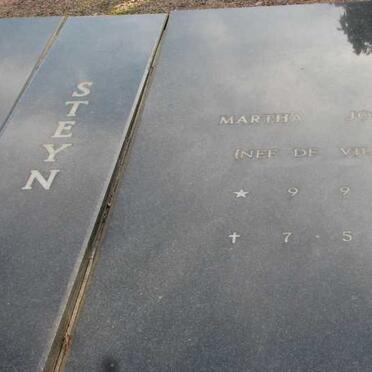 STEYN
MARTHA
(NEE DE
★ 9 9
✝ 7 · 5